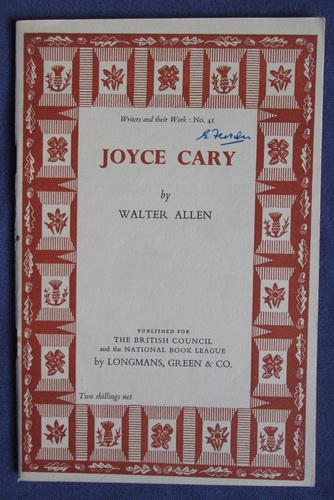 Writers and their Work : No. 41
JOYCE CARY
by
WALTER ALLEN
PUBLISHED FOR
THE BRITISH COUNCIL
and the NATIONAL BOOK LEAGUE
by LONGMANS, GREEN & CO.
Two shillings net